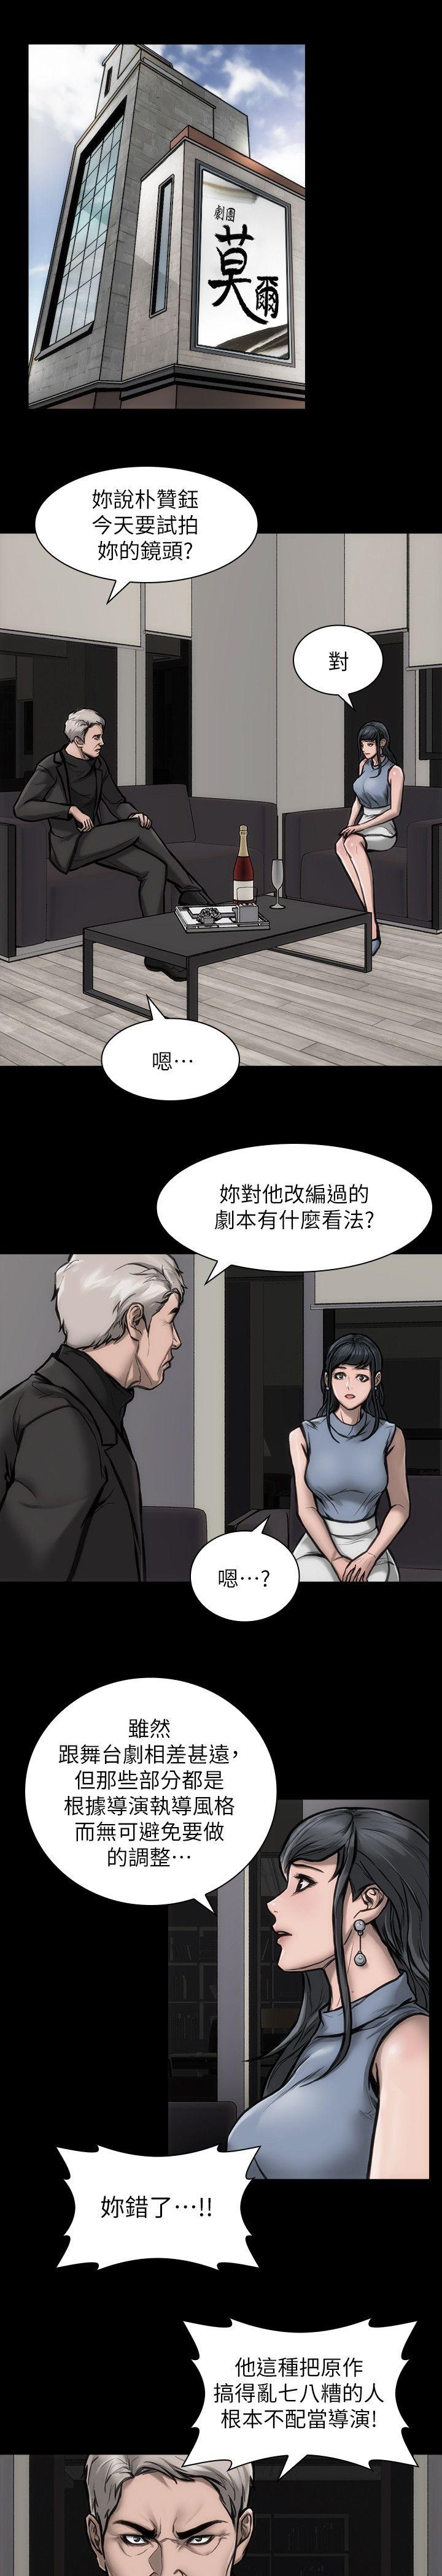 劇團
莫爾
妳說朴贊鈺
今天要試拍
妳的鏡頭?
對
嗯⋯
妳對他改編過的
劇本有什麼看法?
嗯⋯?
雖然
跟舞台劇相差甚遠，
但那些部分都是
根據導演執導風格
而無可避免要做
的調整⋯
妳錯了⋯!!
他這種把原作
搞得亂七八糟的人
根本不配當導演!